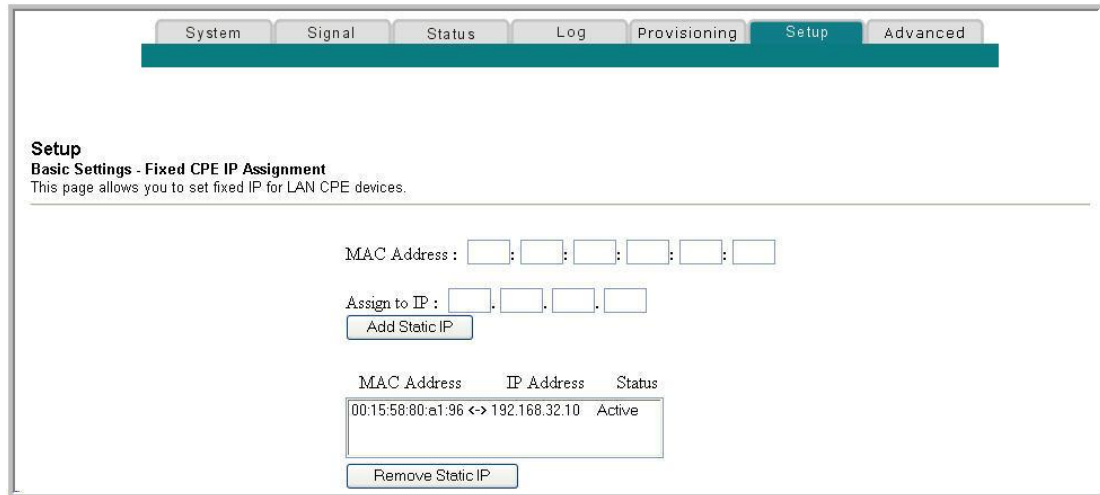 System Signal Status Log Provisioning Setup Advanced
Setup
Basic Settings - Fixed CPE IP Assignment
This page allows you to set fixed IP for LAN CPE devices.
MAC Address : : : : : :
Assign to IP : . . .
Add Static IP
MAC Address IP Address Status
00:15:58:80:a1:96 <-> 192.168.32.10 Active
Remove Static IP